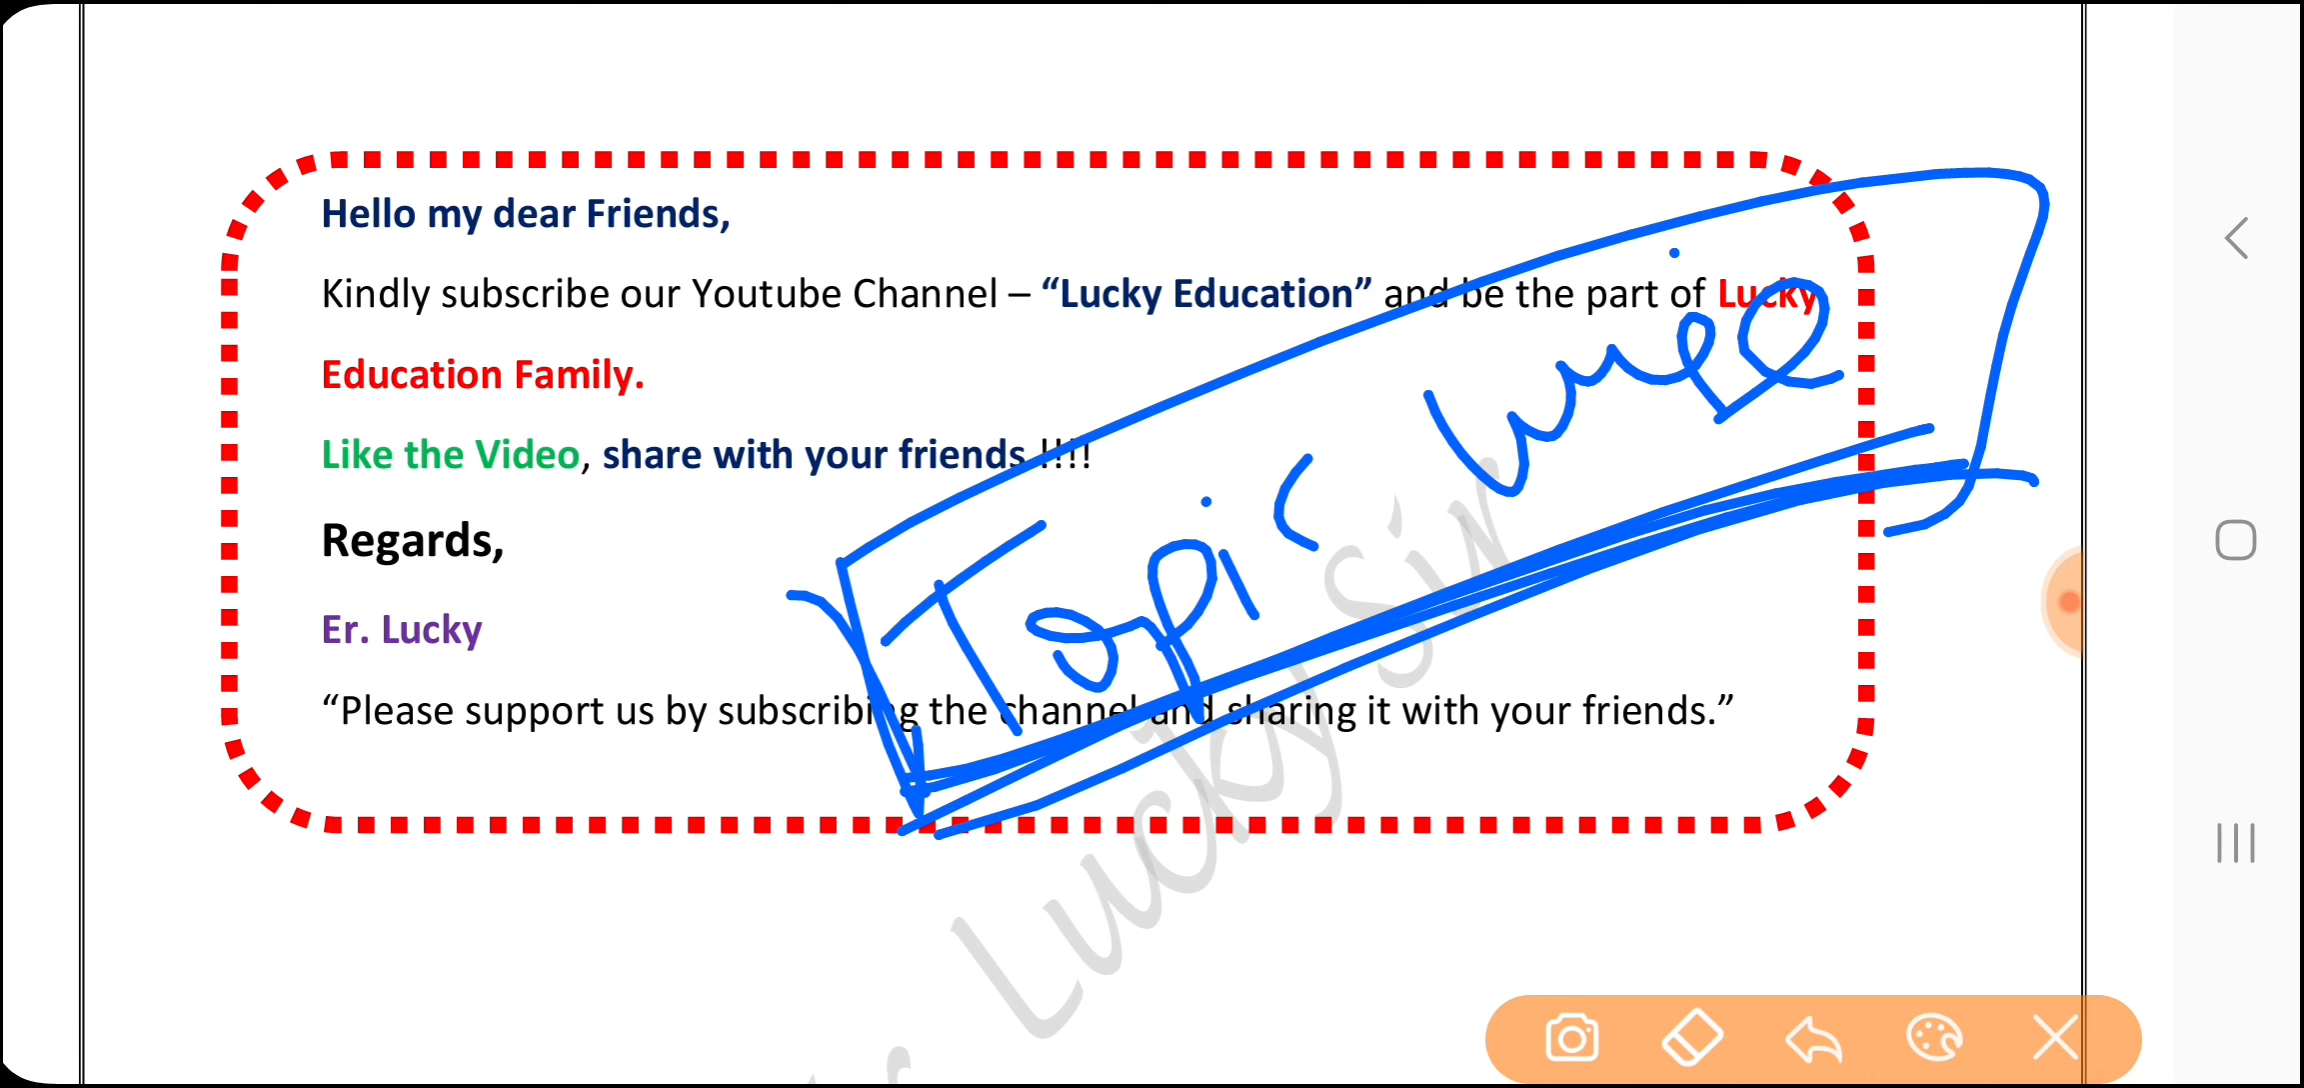 Hello my dear Friends,
Kindly subscribe our Youtube Channel – “Lucky Education” and be the part of Lucky
Education Family.
Like the Video, share with your friends !!!!
Regards,
Er. Lucky
“Please support us by subscribing the channel and sharing it with your friends.”
Topic wise
Lucky Sir